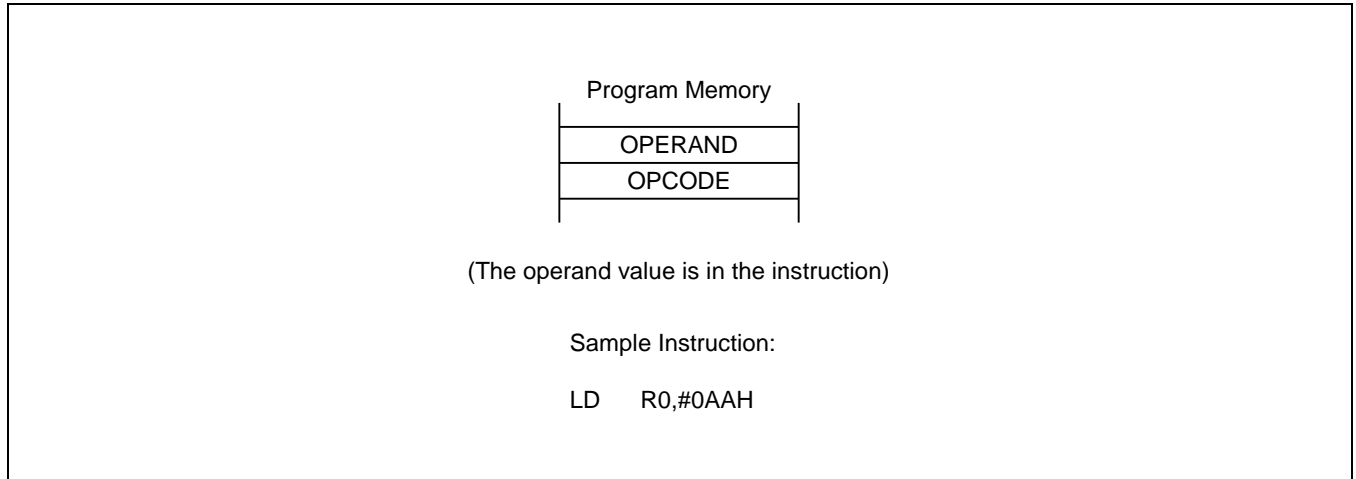 Program Memory
OPERAND
OPCODE
(The operand value is in the instruction)
Sample Instruction:
LD R0,#0AAH